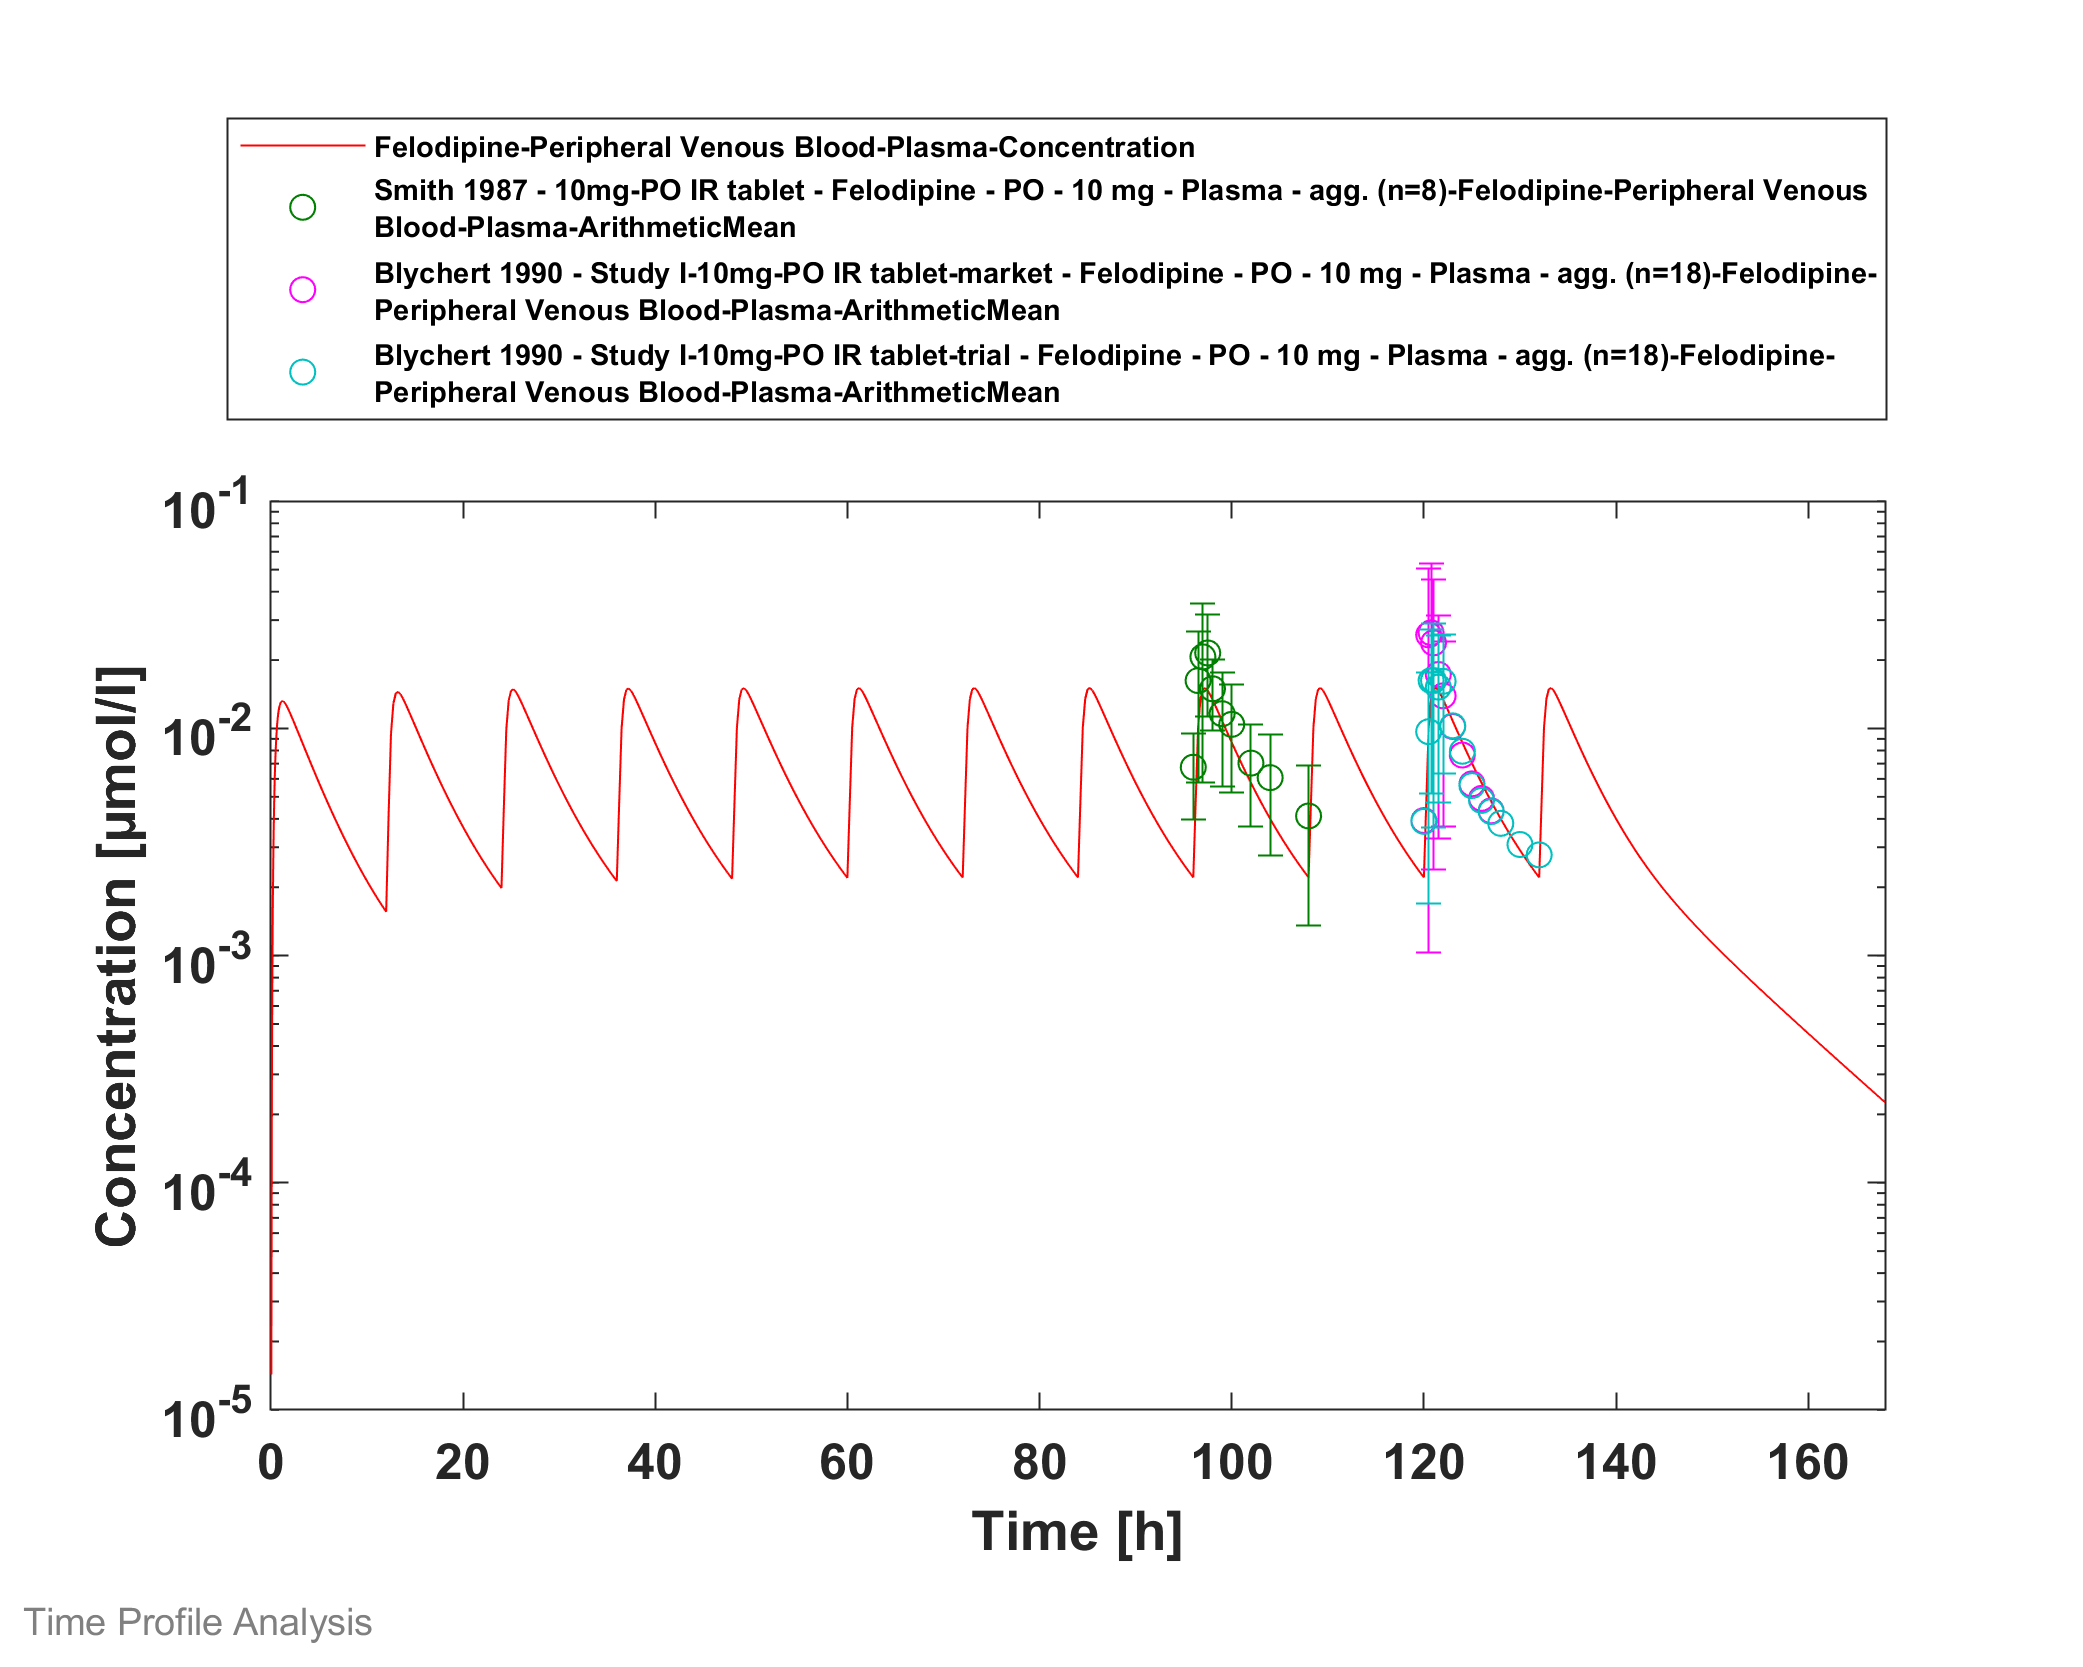 Felodipine-Peripheral Venous Blood-Plasma-Concentration
Smith 1987 - 10mg-PO IR tablet - Felodipine - PO - 10 mg - Plasma - agg. (n=8)-Felodipine-Peripheral Venous
Blood-Plasma-ArithmeticMean
Blychert 1990 - Study I-10mg-PO IR tablet-market - Felodipine - PO - 10 mg - Plasma - agg. (n=18)-Felodipine-
Peripheral Venous Blood-Plasma-ArithmeticMean
Blychert 1990 - Study I-10mg-PO IR tablet-trial - Felodipine - PO - 10 mg - Plasma - agg. (n=18)-Felodipine-
Peripheral Venous Blood-Plasma-ArithmeticMean
10^-1
10^-2
10^-3
10^-4
10^-5
Concentration [µmol/l]
0 20 40 60 80 100 120 140 160
Time [h]
Time Profile Analysis